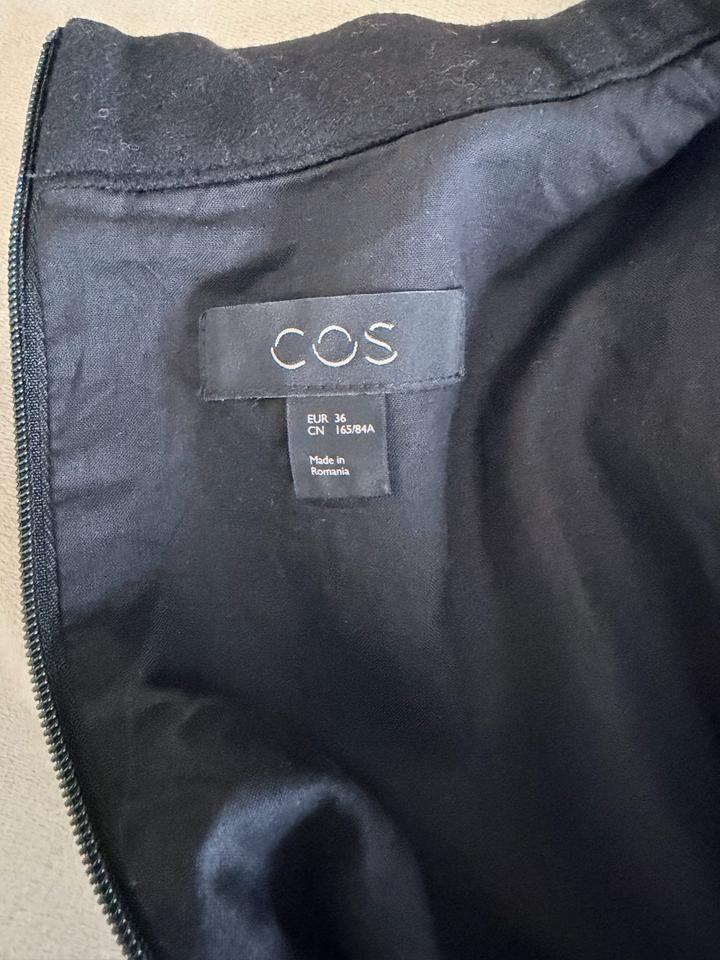 COS
EUR 36
CN 165/84A
Made in
Romania